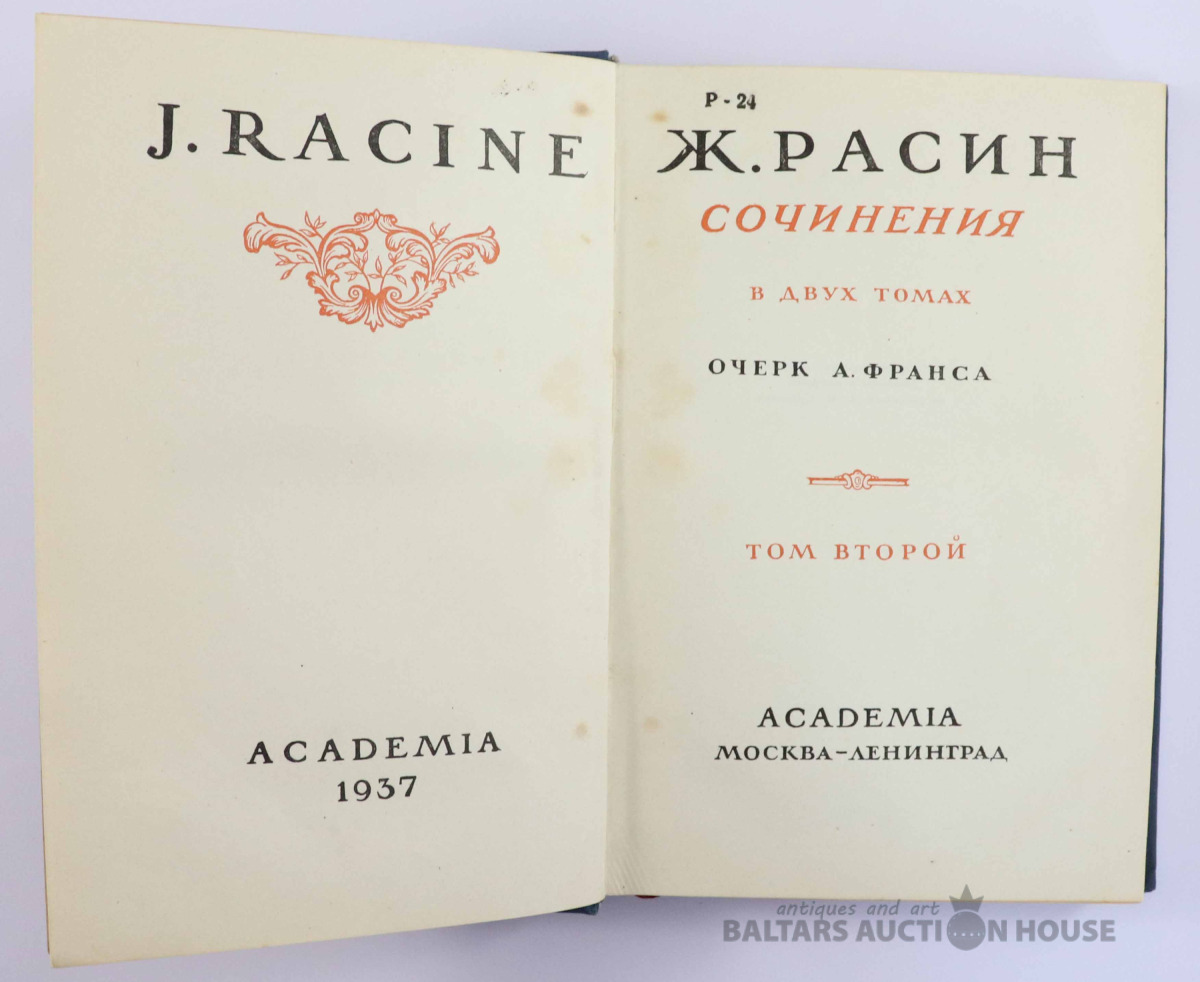 J. RACINE
ACADEMIA
1937
Р - 24
Ж. РАСИН
СОЧИНЕНИЯ
В ДВУХ ТОМАХ
ОЧЕРК А. ФРАНСА
ТОМ ВТОРОЙ
ACADEMIA
МОСКВА–ЛЕНИНГРАД
antiques and art
BALTARS AUCTION HOUSE